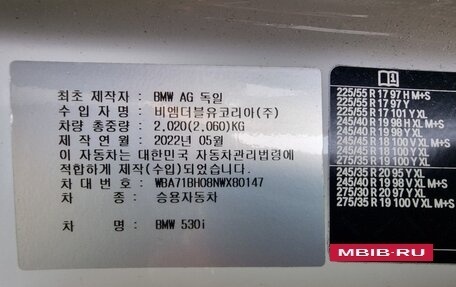 최초 제작자 : BMW AG 독일
수 입 자 명 : 비엠더블유코리아(주)
차량 총중량 : 2,020(2,060)KG
제 작 연 월 : 2022년 05월
이 자동차는 대한민국 자동차관리법령에
적합하게 제작(수입)되었습니다.
차 대 번 호 : WBA71BH08NWX80147
차 종 : 승용자동차
차 명 : BMW 530i
225/55 R 17 97 H M+S
225/55 R 17 97 Y
225/55 R 17 101 Y XL
245/40 R 19 98 H XL M+S
245/40 R 19 98 Y XL
245/45 R 18 100 V XL M+S
245/45 R 18 100 Y XL
275/35 R 19 100 Y XL
245/35 R 20 95 Y XL
245/40 R 19 98 V XL M+S
275/30 R 20 97 Y XL
275/35 R 19 100 V XL M+S
MBIB-RU